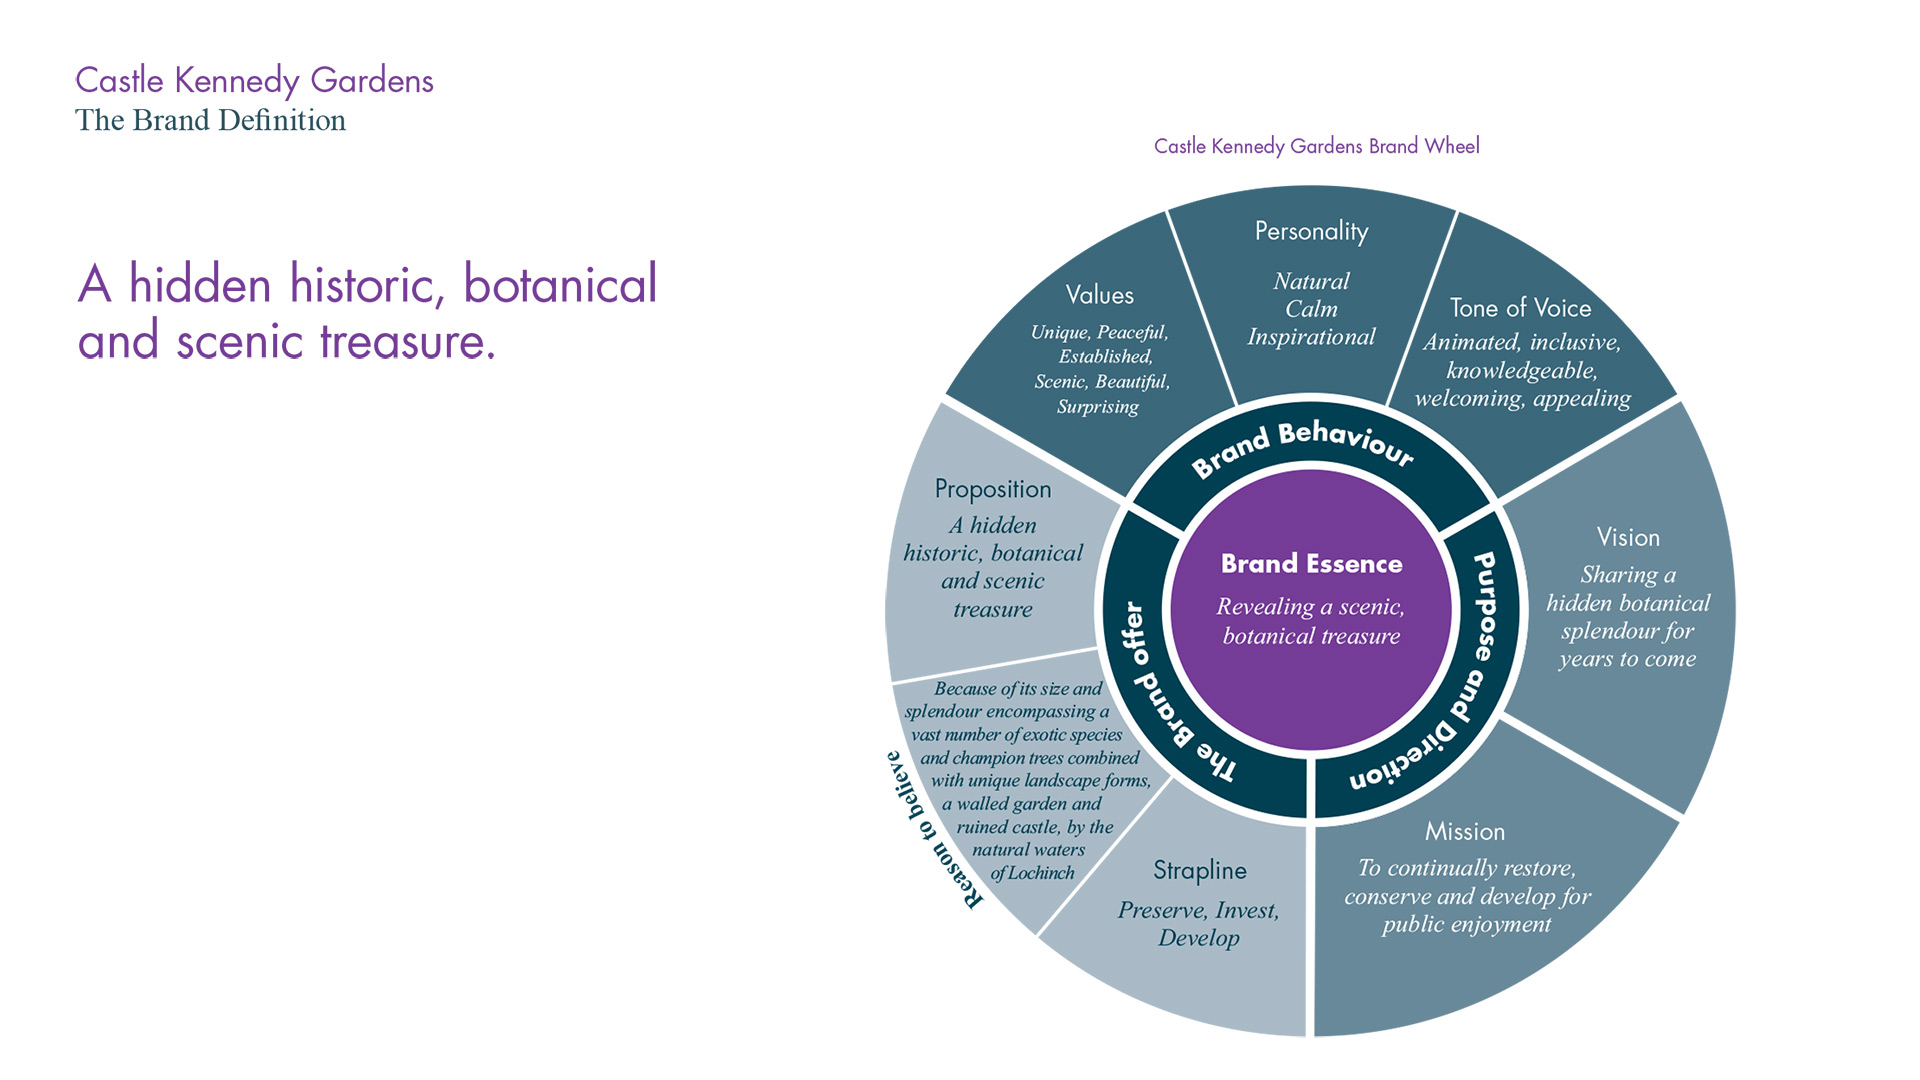 Castle Kennedy Gardens
The Brand Definition
A hidden historic, botanical
and scenic treasure.
Castle Kennedy Gardens Brand Wheel
Personality
Natural
Calm
Inspirational
Values
Unique, Peaceful,
Established,
Scenic, Beautiful,
Surprising
Tone of Voice
Animated, inclusive,
knowledgeable,
welcoming, appealing
Brand Behaviour
Proposition
A hidden
historic, botanical
and scenic
treasure
The Brand offer
Brand Essence
Revealing a scenic,
botanical treasure
Purpose and Direction
Vision
Sharing a
hidden botanical
splendour for
years to come
Reason to believe
Because of its size and
splendour encompassing a
vast number of exotic species
and champion trees combined
with unique landscape forms,
a walled garden and
ruined castle, by the
natural waters
of Lochinch
Strapline
Preserve, Invest,
Develop
Mission
To continually restore,
conserve and develop for
public enjoyment